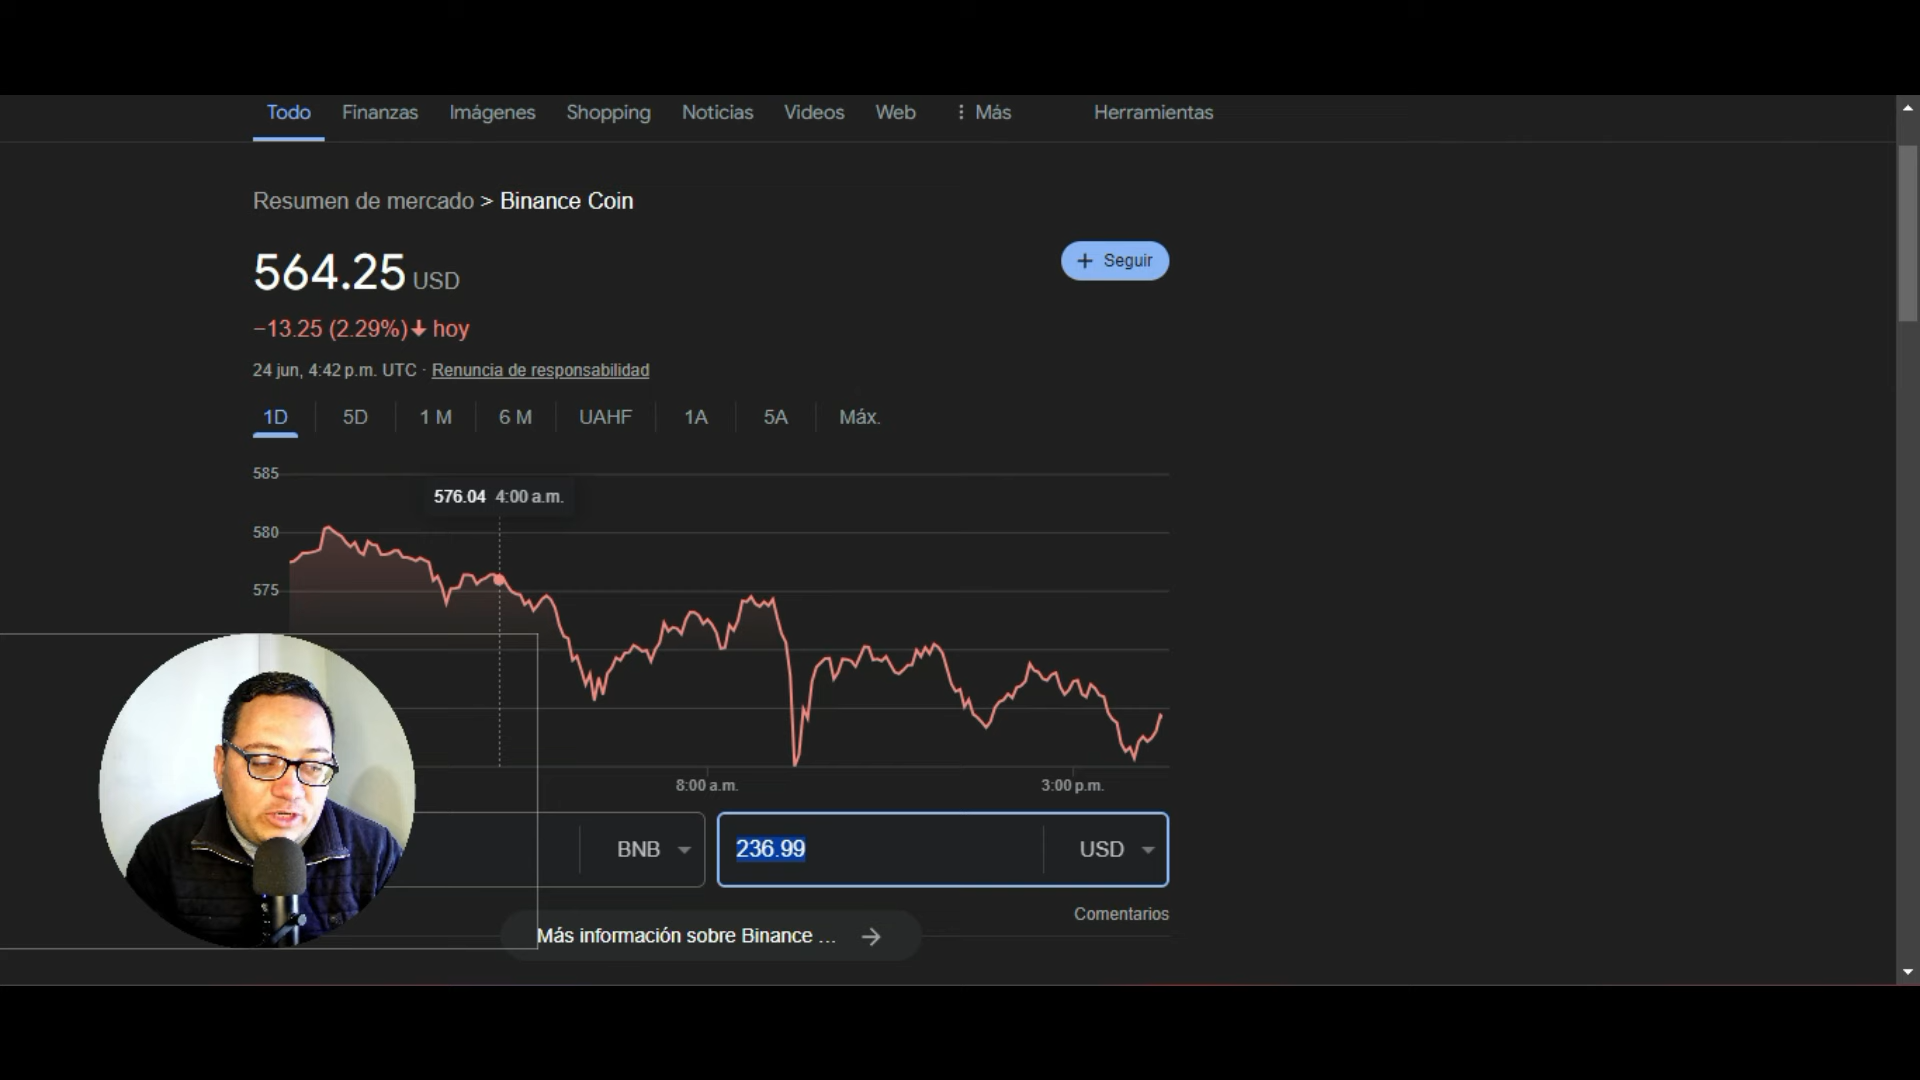 Todo Finanzas Imágenes Shopping Noticias Videos Web Más Herramientas
Resumen de mercado > Binance Coin
564.25 USD
+ Seguir
−13.25 (2.29%) hoy
24 jun, 4:42 p.m. UTC · Renuncia de responsabilidad
1D 5D 1 M 6 M UAHF 1A 5A Máx.
585
576.04 4:00 a.m.
580
575
8:00 a.m. 3:00 p.m.
BNB 236.99 USD
Comentarios
Más información sobre Binance ...